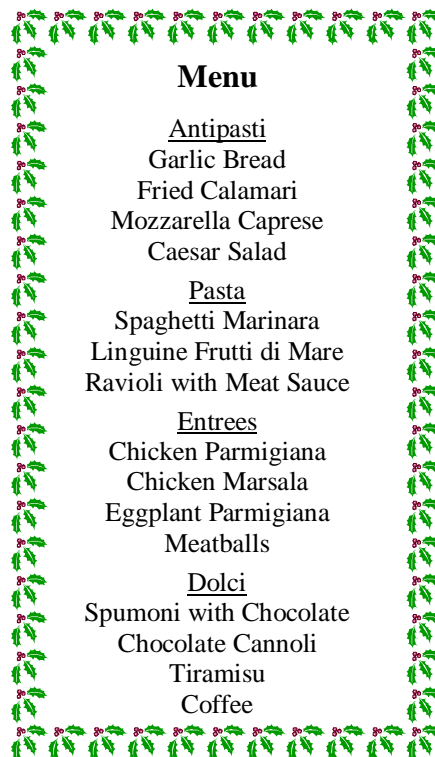 Menu
Antipasti
Garlic Bread
Fried Calamari
Mozzarella Caprese
Caesar Salad
Pasta
Spaghetti Marinara
Linguine Frutti di Mare
Ravioli with Meat Sauce
Entrees
Chicken Parmigiana
Chicken Marsala
Eggplant Parmigiana
Meatballs
Dolci
Spumoni with Chocolate
Chocolate Cannoli
Tiramisu
Coffee